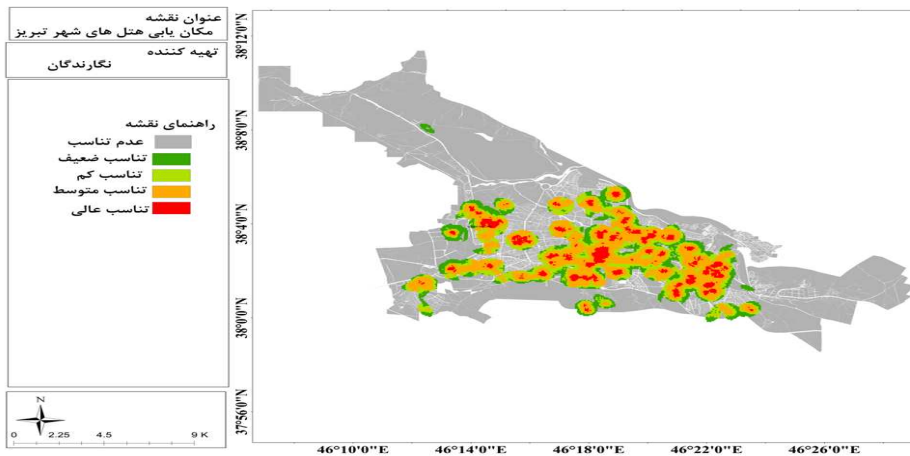 عنوان نقشه
مکان یابی هتل های شهر تبریز
تهیه کننده
نگارندگان
راهنمای نقشه
عدم تناسب
تناسب ضعیف
تناسب کم
تناسب متوسط
تناسب عالی
N
0 2.25 4.5 9 K
38°12'0"N
38°8'0"N
38°4'0"N
38°0'0"N
37°56'0"N
46°10'0"E 46°14'0"E 46°18'0"E 46°22'0"E 46°26'0"E